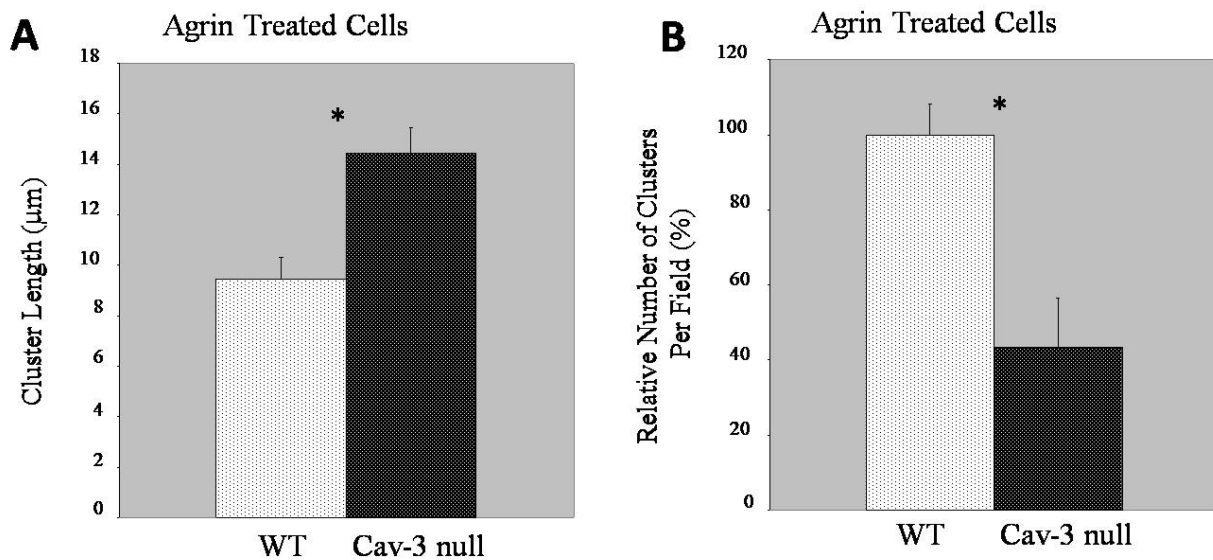 A
Agrin Treated Cells
18
16
14
12
10
8
6
4
2
0
Cluster Length (µm)
*
WT
Cav-3 null
B
Agrin Treated Cells
120
100
80
60
40
20
0
Relative Number of Clusters
Per Field (%)
*
WT
Cav-3 null